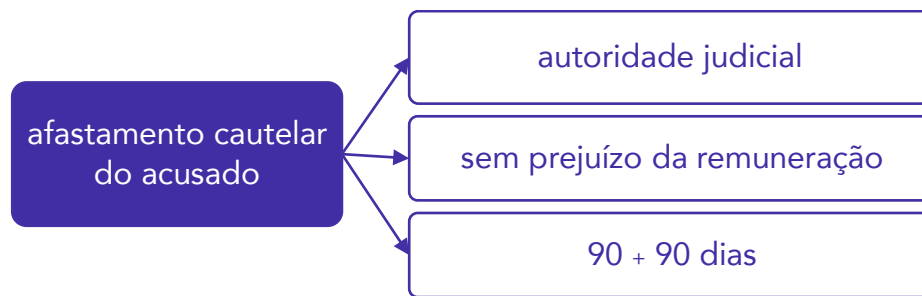 afastamento cautelar
do acusado
autoridade judicial
sem prejuízo da remuneração
90 + 90 dias